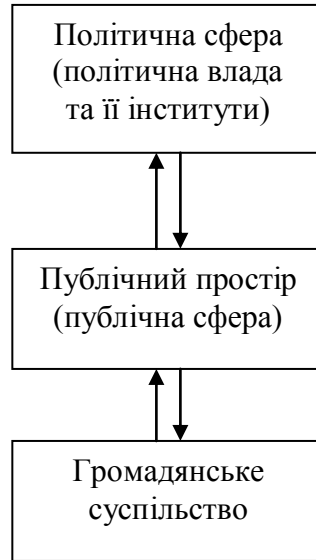 Політична сфера
(політична влада
та її інститути)
Публічний простір
(публічна сфера)
Громадянське
суспільство